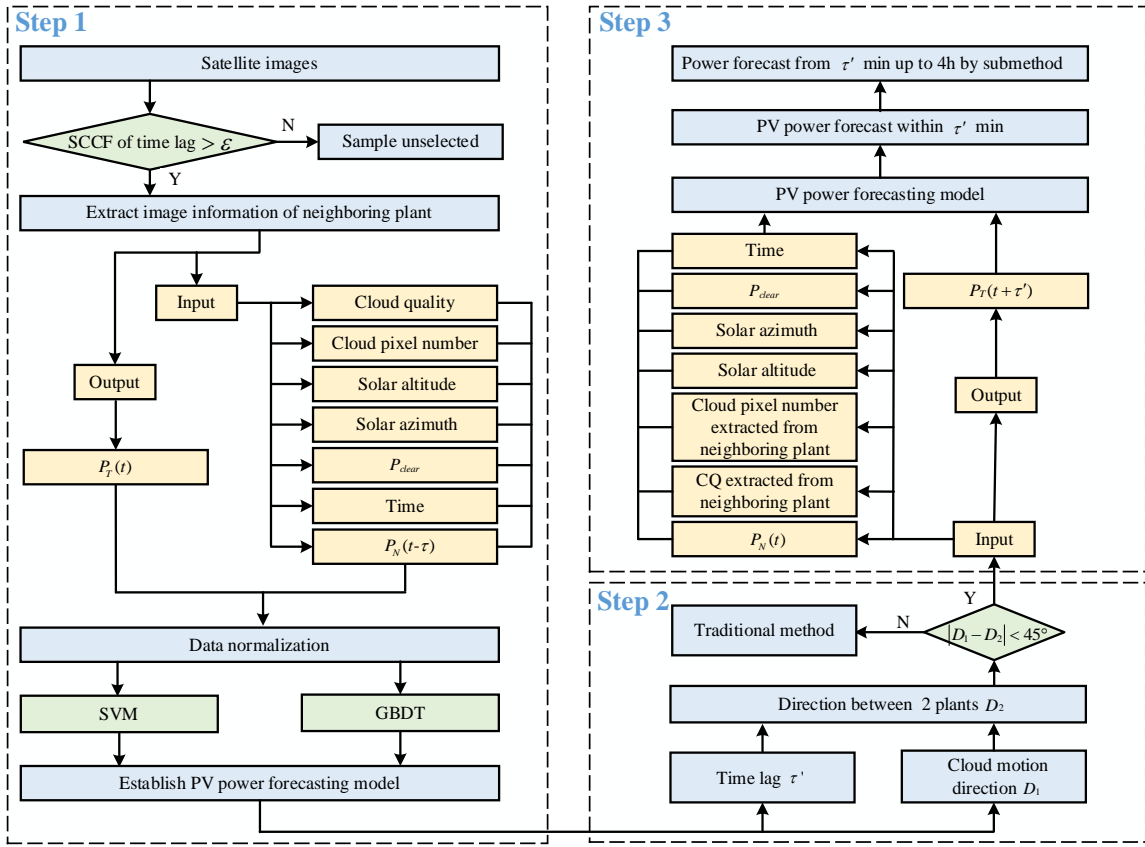 Step 1
Satellite images
SCCF of time lag > ε
N
Sample unselected
Y
Extract image information of neighboring plant
Input
Output
P_T(t)
Cloud quality
Cloud pixel number
Solar altitude
Solar azimuth
P_clear
Time
P_N(t-τ)
Data normalization
SVM
GBDT
Establish PV power forecasting model
Step 2
Traditional method
N
Y
|D₁−D₂| < 45°
Direction between 2 plants D₂
Time lag τ'
Cloud motion
direction D₁
Step 3
Power forecast from τ′ min up to 4h by submethod
PV power forecast within τ′ min
PV power forecasting model
Time
P_clear
Solar azimuth
Solar altitude
Cloud pixel number
extracted from
neighboring plant
CQ extracted from
neighboring plant
P_N(t)
P_T(t+τ′)
Output
Input